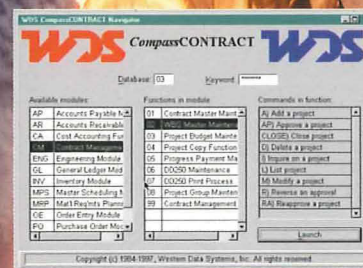 WDS CompassCONTRACT Navigator
WDS CompassCONTRACT WDS
Database: 03 Keyword: *******
Available modules:
AP Accounts Payable M
AR Accounts Receivable
CA Cost Accounting Fun
CM Contract Management
ENG Engineering Module
GL General Ledger Mod
INV Inventory Module
MPS Master Scheduling M
MRP Mat'l Req'nts Plann
OE Order Entry Module
PO Purchase Order Mod
Functions in module:
01 Contract Master Maint
02 WBS Master Mainten
03 Project Budget Mainte
04 Project Copy Function
05 Progress Payment Ma
06 DD250 Maintenance
07 DD250 Print Process
08 Project Group Mainten
99 Contract Management
Commands in function:
A) Add a project
AP) Approve a project
CLOSE) Close project
D) Delete a project
I) Inquire on a project
L) List project
M) Modify a project
R) Reverse an approval
RA) Reapprove a project
Launch
Copyright (c) 1984-1997, Western Data Systems, Inc. All rights reserved.